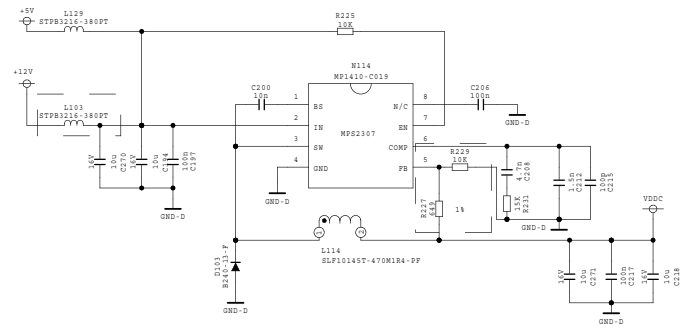 +5V
L129
STPB3216-380PT
R225
10K
+12V
L103
STPB3216-380PT
N114
MP1410-C019
C200
10n
1
BS
2
IN
3
SW
4
GND
MPS2307
8
N/C
7
EN
6
COMP
5
FB
C206
100n
GND-D
16V
10u
C270
16V
10u
C194
100n
C197
GND-D
GND-D
R229
10K
R227
649
1%
4.7n
C208
15K
R231
1.5n
C212
100p
C215
GND-D
VDDC
1
2
L114
SLF10145T-470M1R4-PF
D103
B240-13-F
GND-D
16V
10u
C271
100n
C217
16V
10u
C218
GND-D